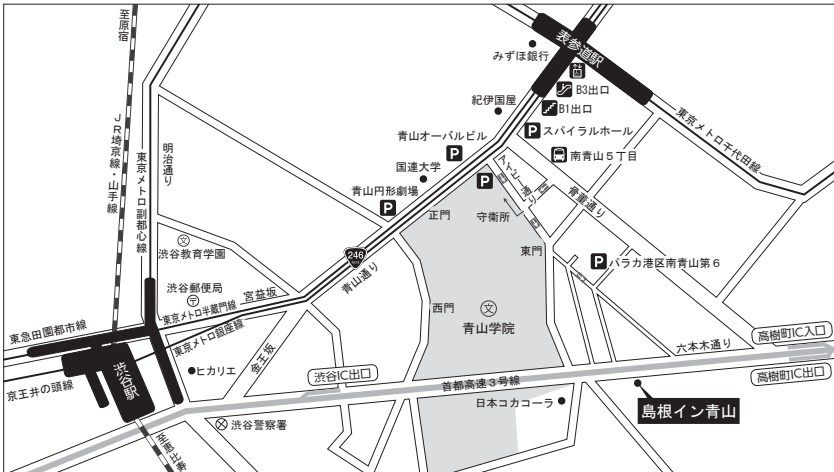 至原宿
JR埼京線・山手線
東京メトロ副都心線
明治通り
みずほ銀行
表参道駅
B3出口
紀伊国屋
B1出口
P
スパイラルホール
東京メトロ千代田線
青山オーバルビル
P
南青山5丁目
国連大学
アイビー通り
骨董通り
青山円形劇場
P
P
正門
守衛所
246
東門
文
渋谷教育学園
青山通り
P
パラカ港区南青山第6
渋谷郵便局
〒
宮益坂
東京メトロ半蔵門線
西門
文
青山学院
東急田園都市線
東京メトロ銀座線
高樹町IC入口
六本木通り
金王坂
渋谷IC出口
ヒカリエ
渋谷駅
京王井の頭線
首都高速3号線
高樹町IC出口
日本コカコーラ
島根イン青山
渋谷警察署